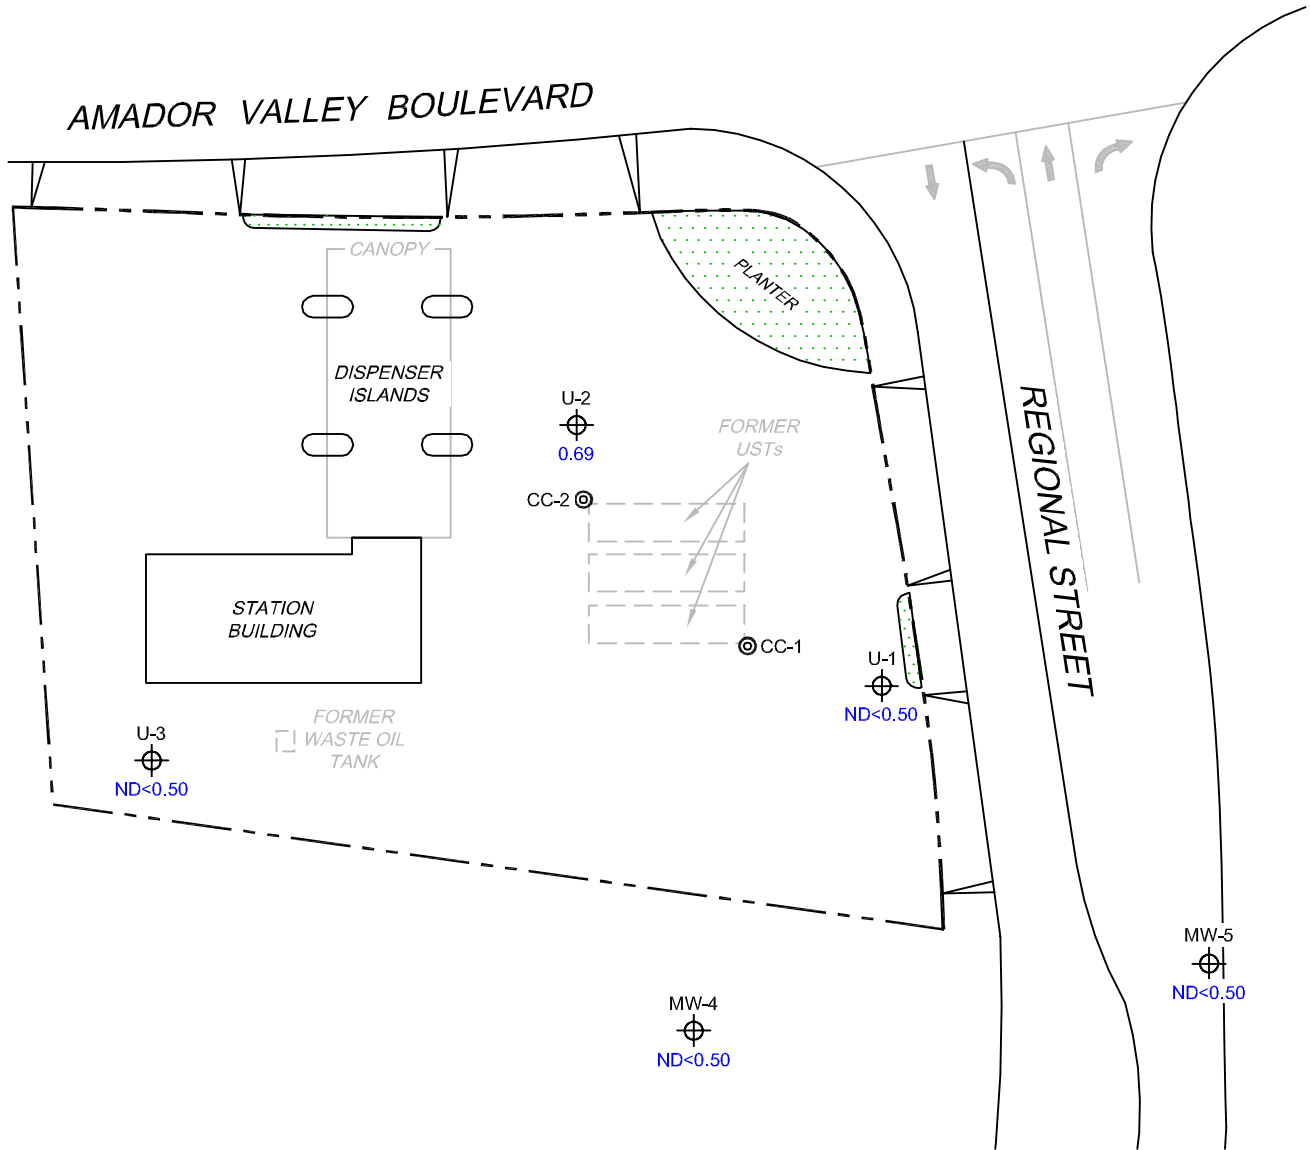 AMADOR VALLEY BOULEVARD
CANOPY
PLANTER
DISPENSER
ISLANDS
REGIONAL STREET
U-2
0.69
FORMER
USTs
CC-2
STATION
BUILDING
CC-1
U-1
ND<0.50
FORMER
WASTE OIL
TANK
U-3
ND<0.50
MW-5
ND<0.50
MW-4
ND<0.50